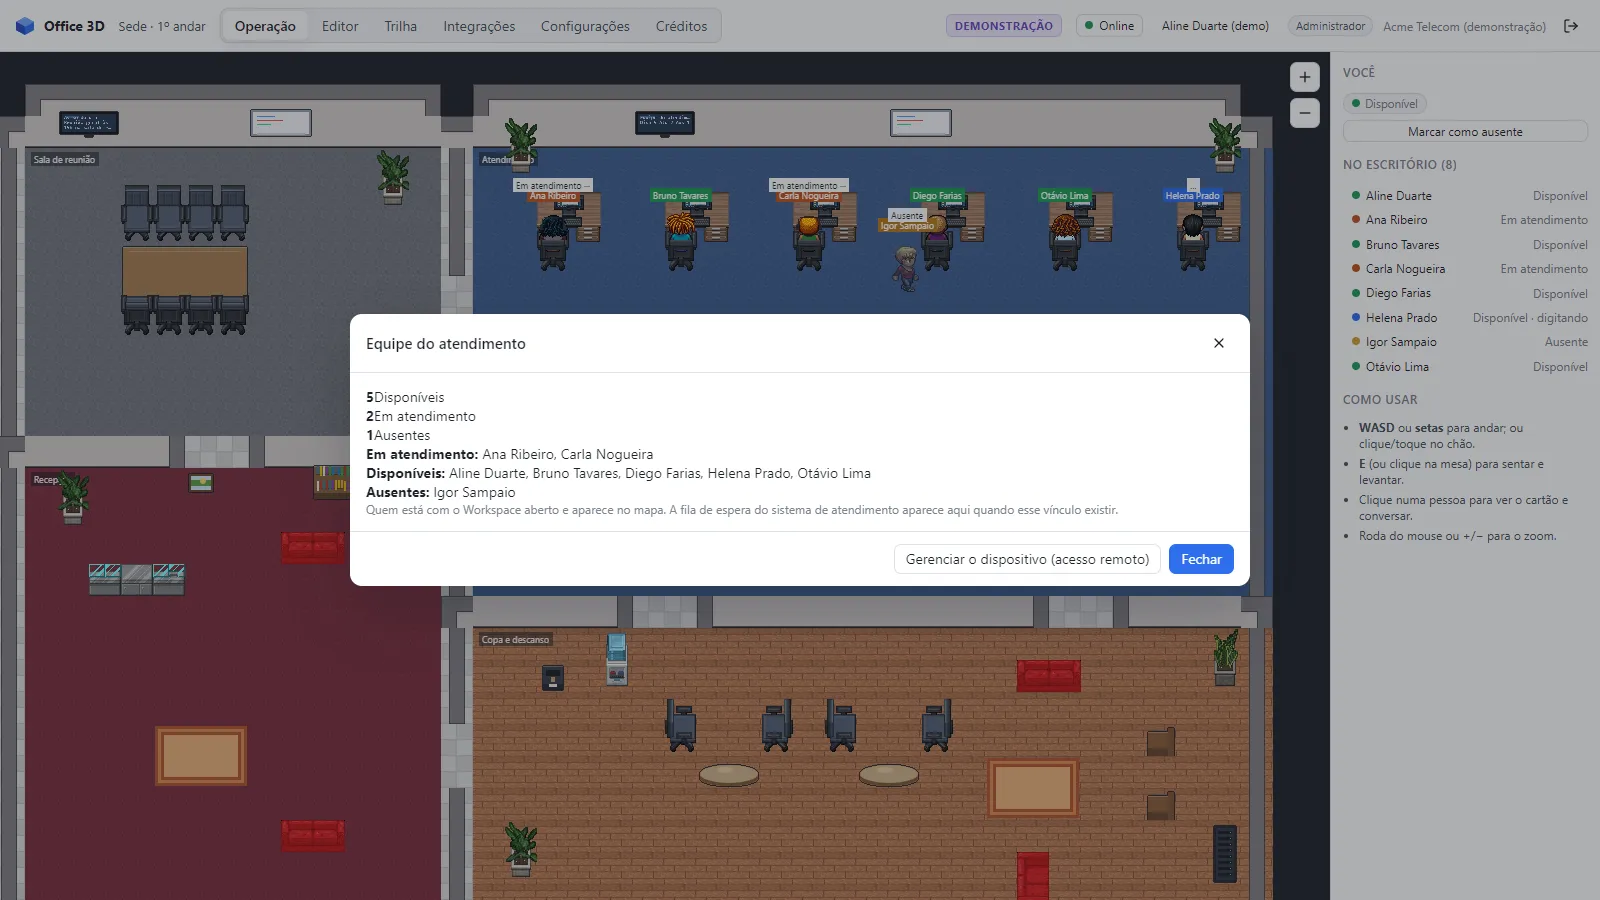 Office 3D
Sede · 1º andar
Operação
Editor
Trilha
Integrações
Configurações
Créditos
DEMONSTRAÇÃO
Online
Aline Duarte (demo)
Administrador
Acme Telecom (demonstração)
+
−
Sala de reunião
Em atendimento —
Ana Ribeiro
Bruno Tavares
Em atendimento —
Carla Nogueira
Diego Farias
Ausente
Igor Sampaio
Otávio Lima
...
Helena Prado
Equipe do atendimento
×
5Disponíveis
2Em atendimento
1Ausentes
Em atendimento: Ana Ribeiro, Carla Nogueira
Disponíveis: Aline Duarte, Bruno Tavares, Diego Farias, Helena Prado, Otávio Lima
Ausentes: Igor Sampaio
Quem está com o Workspace aberto e aparece no mapa. A fila de espera do sistema de atendimento aparece aqui quando esse vínculo existir.
Gerenciar o dispositivo (acesso remoto)
Fechar
Copa e descanso
VOCÊ
Disponível
Marcar como ausente
NO ESCRITÓRIO (8)
Aline Duarte Disponível
Ana Ribeiro Em atendimento
Bruno Tavares Disponível
Carla Nogueira Em atendimento
Diego Farias Disponível
Helena Prado Disponível · digitando
Igor Sampaio Ausente
Otávio Lima Disponível
COMO USAR
WASD ou setas para andar; ou
clique/toque no chão.
E (ou clique na mesa) para sentar e
levantar.
Clique numa pessoa para ver o cartão e
conversar.
Roda do mouse ou +/− para o zoom.